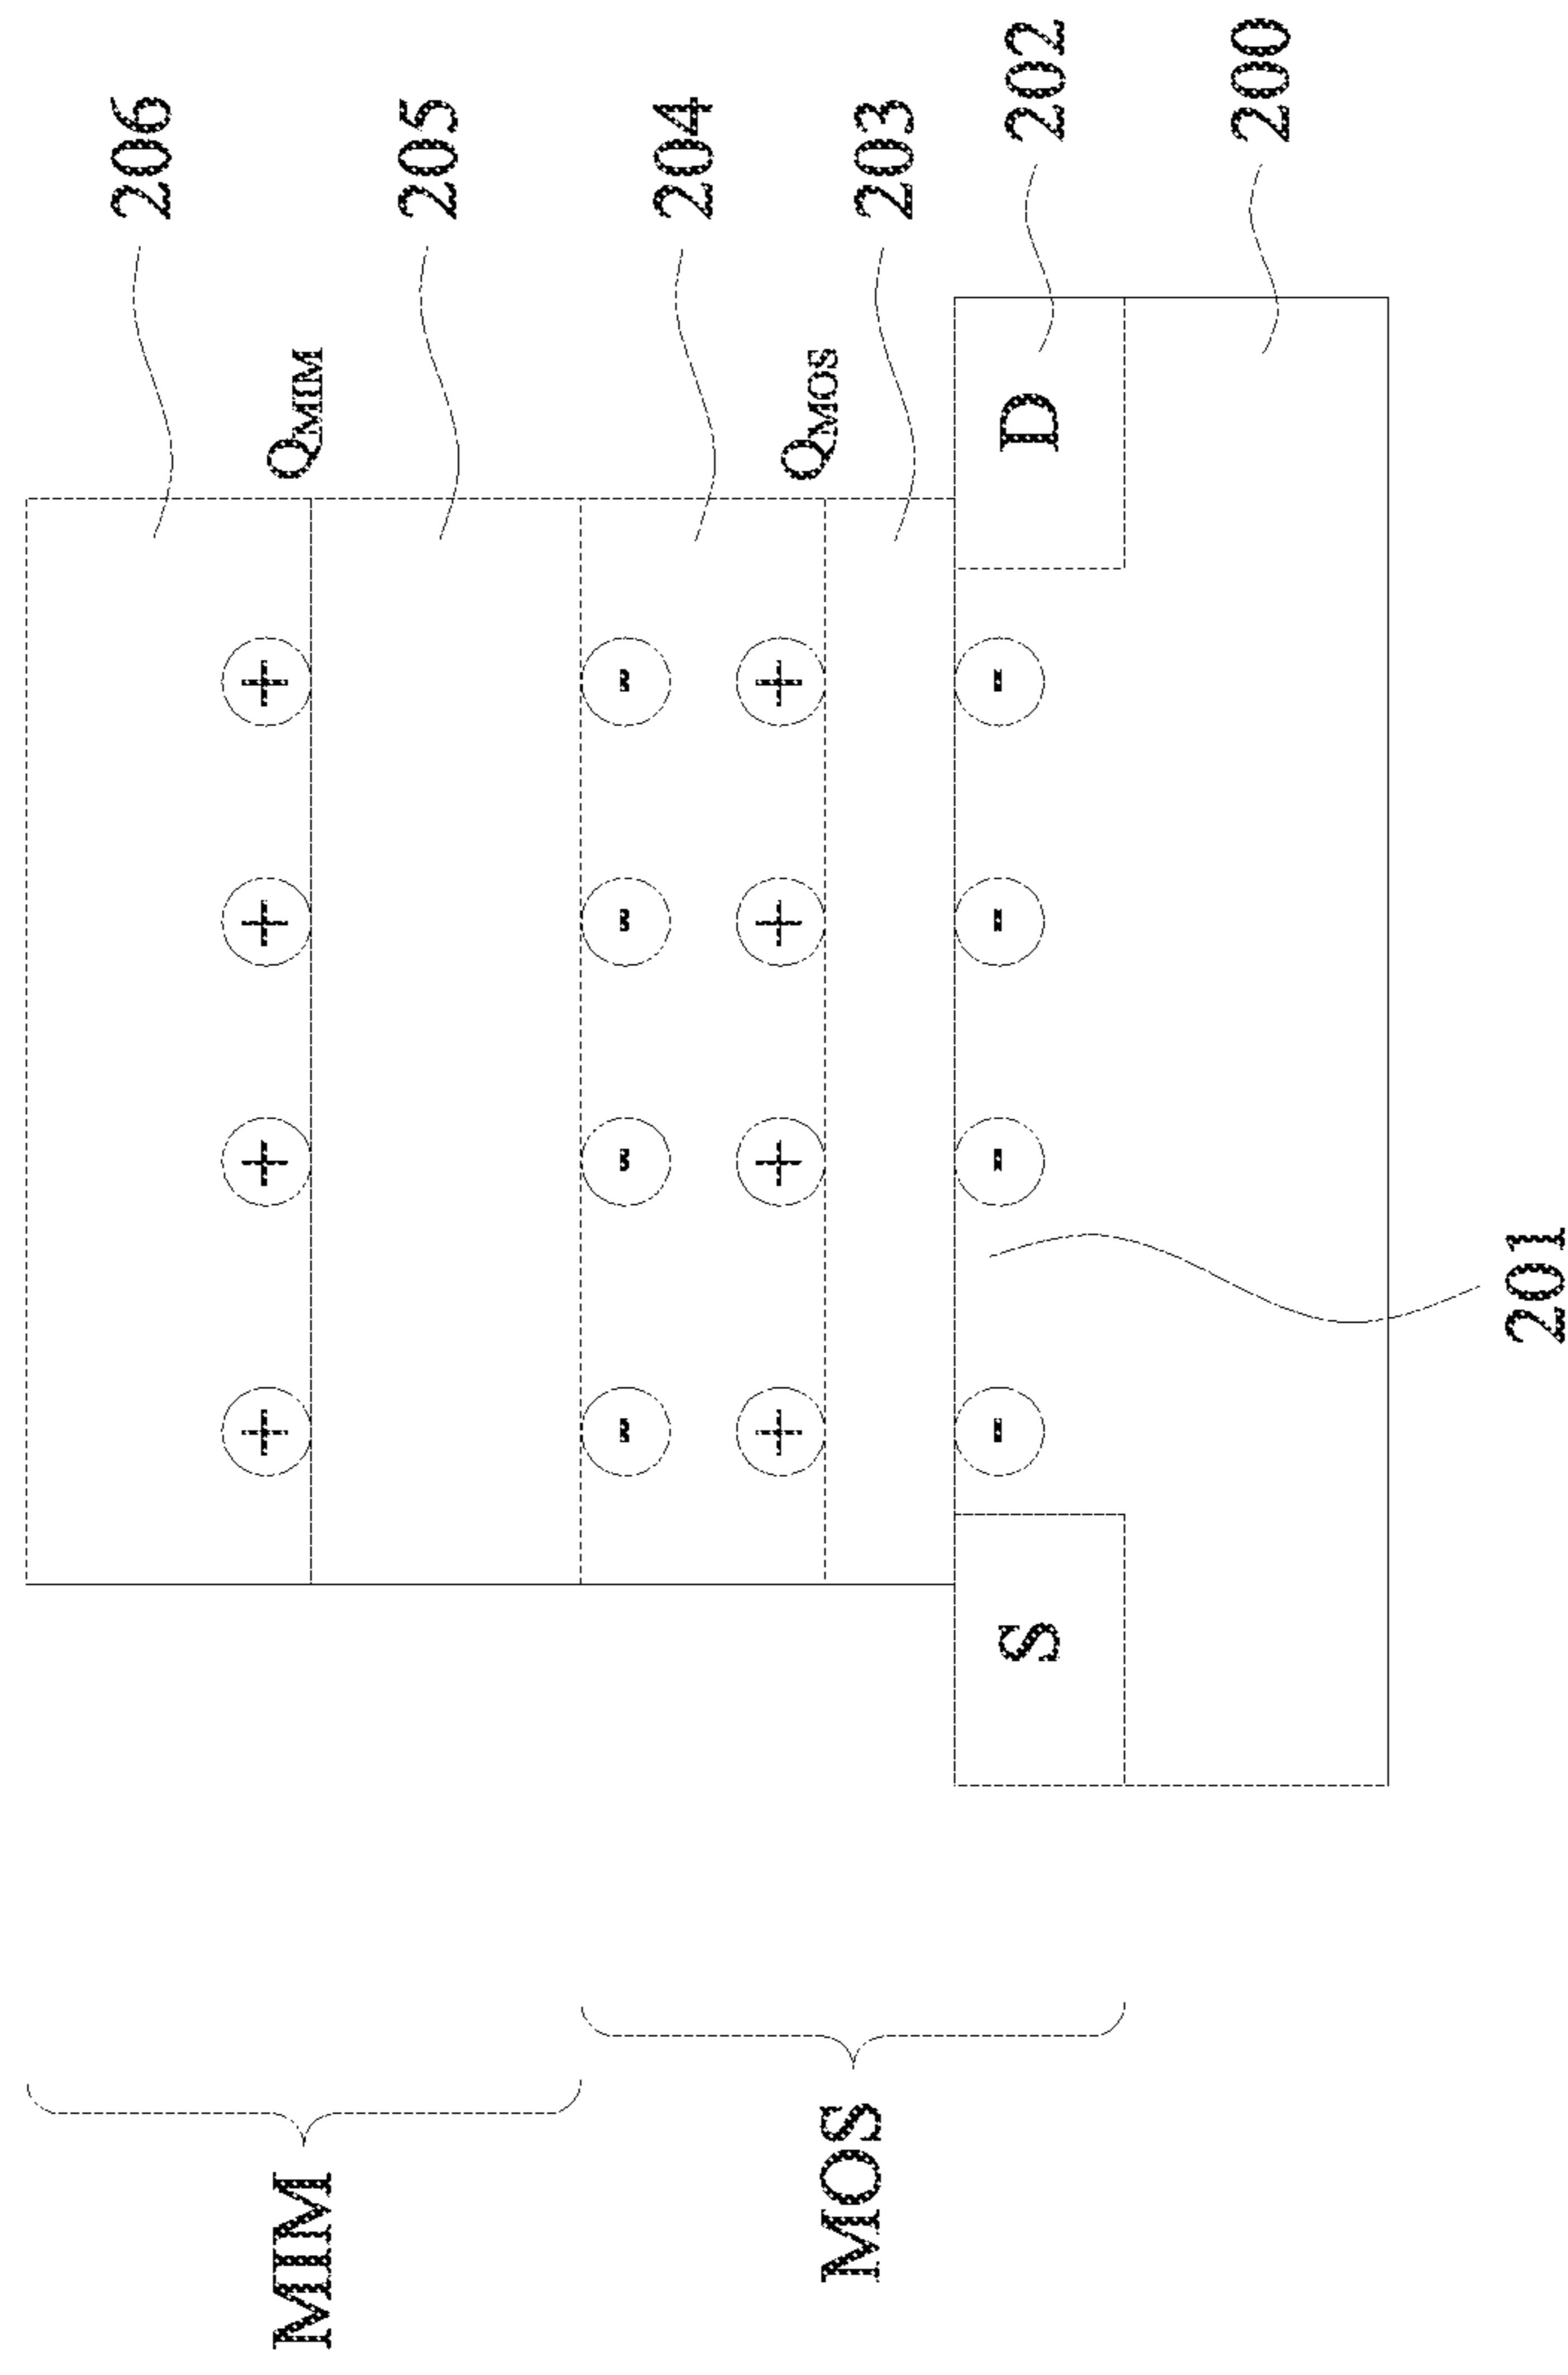 206
Q_MIM
205
204
Q_MOS
203
202
200
D
+ - + -
+ - + -
+ - + -
+ - + -
201
S
MIM
MOS